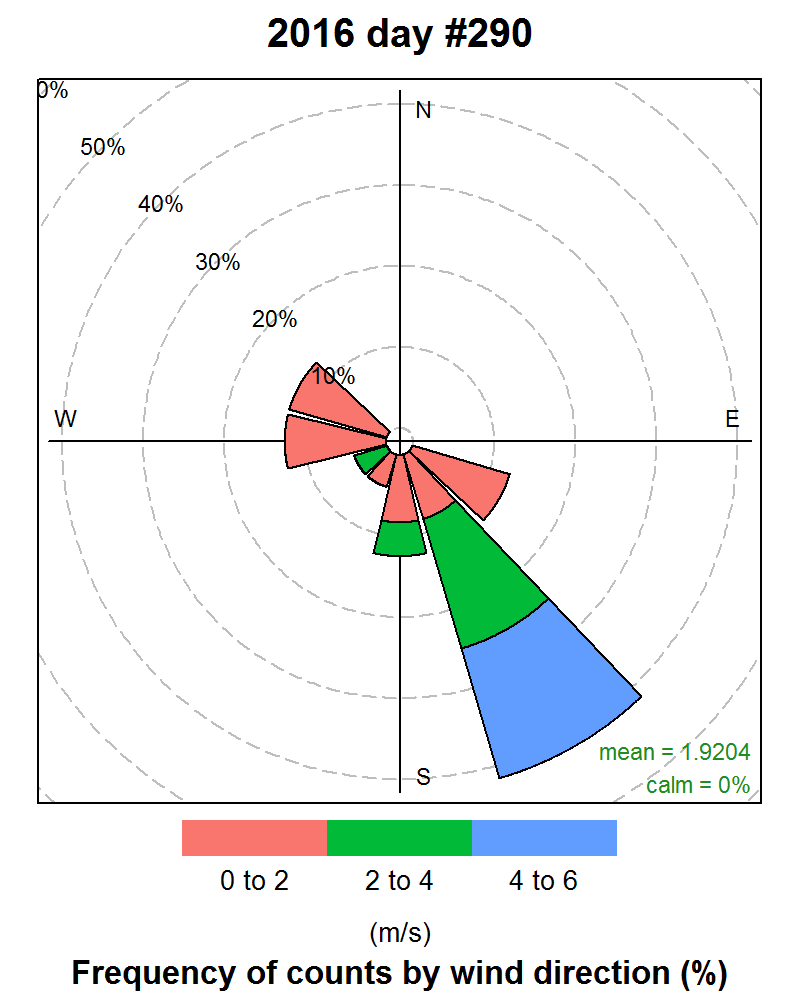 2016 day #290
0%
N
50%
40%
30%
20%
10%
W
E
S
mean = 1.9204
calm = 0%
0 to 2 2 to 4 4 to 6
(m/s)
Frequency of counts by wind direction (%)